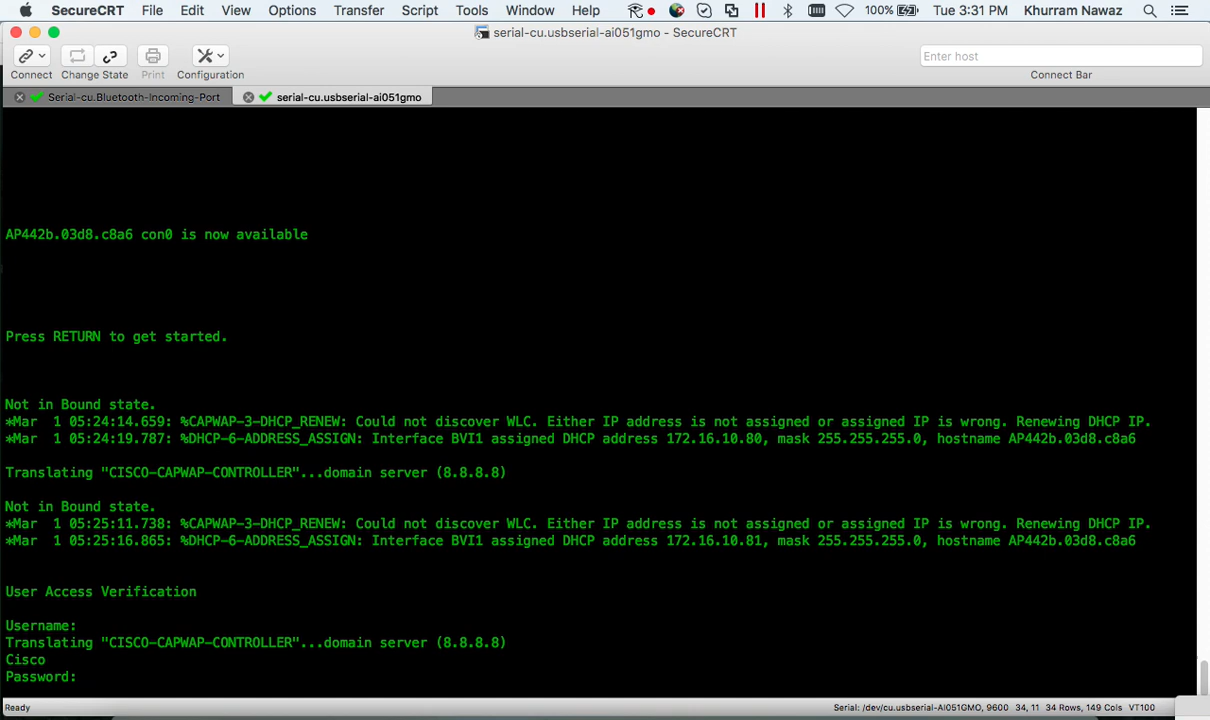 SecureCRT File Edit View Options Transfer Script Tools Window Help 100% Tue 3:31 PM Khurram Nawaz
serial-cu.usbserial-ai051gmo - SecureCRT
Enter host
Connect Change State Print Configuration Connect Bar
Serial-cu.Bluetooth-Incoming-Port serial-cu.usbserial-ai051gmo
AP442b.03d8.c8a6 con0 is now available
Press RETURN to get started.
Not in Bound state.
*Mar  1 05:24:14.659: %CAPWAP-3-DHCP_RENEW: Could not discover WLC. Either IP address is not assigned or assigned IP is wrong. Renewing DHCP IP.
*Mar  1 05:24:19.787: %DHCP-6-ADDRESS_ASSIGN: Interface BVI1 assigned DHCP address 172.16.10.80, mask 255.255.255.0, hostname AP442b.03d8.c8a6
Translating "CISCO-CAPWAP-CONTROLLER"...domain server (8.8.8.8)
Not in Bound state.
*Mar  1 05:25:11.738: %CAPWAP-3-DHCP_RENEW: Could not discover WLC. Either IP address is not assigned or assigned IP is wrong. Renewing DHCP IP.
*Mar  1 05:25:16.865: %DHCP-6-ADDRESS_ASSIGN: Interface BVI1 assigned DHCP address 172.16.10.81, mask 255.255.255.0, hostname AP442b.03d8.c8a6
User Access Verification
Username:
Translating "CISCO-CAPWAP-CONTROLLER"...domain server (8.8.8.8)
Cisco
Password:
Ready Serial: /dev/cu.usbserial-AI051GMO, 9600 34, 11 34 Rows, 149 Cols VT100